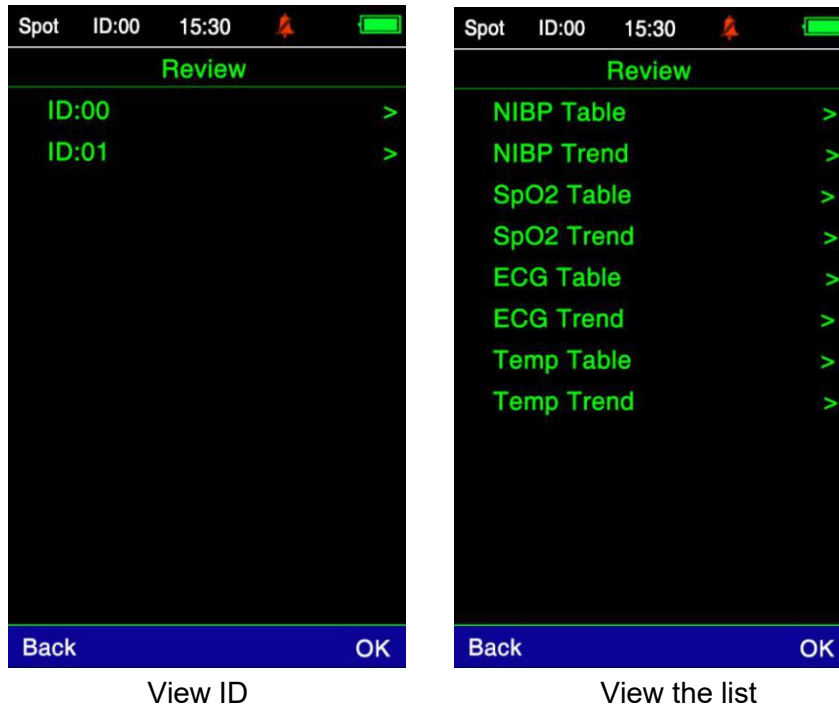 Spot ID:00 15:30
Review
ID:00 >
ID:01 >
Back OK
View ID
Spot ID:00 15:30
Review
NIBP Table >
NIBP Trend >
SpO2 Table >
SpO2 Trend >
ECG Table >
ECG Trend >
Temp Table >
Temp Trend >
Back OK
View the list